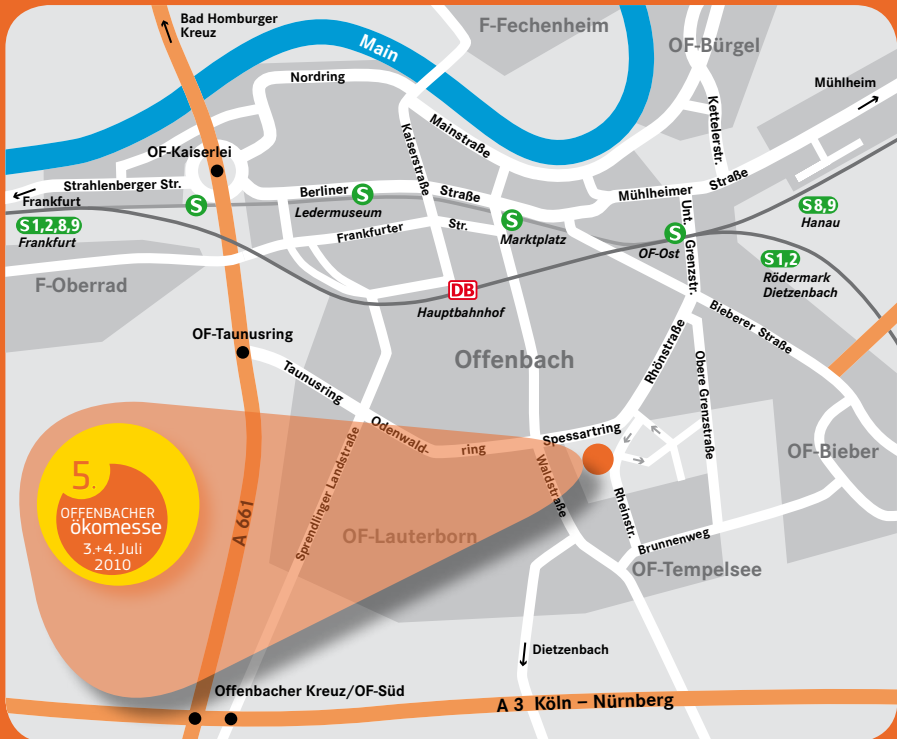 Bad Homburger
Kreuz
F-Fechenheim
OF-Bürgel
Main
Nordring
Mühlheim
Mainstraße
Kaiserstraße
Kettelerstr.
OF-Kaiserlei
Strahlenberger Str.
Frankfurt
S 1,2,8,9
Frankfurt
S
Berliner
S
Straße
Ledermuseum
Frankfurter
Str.
S
Marktplatz
Mühlheimer
Straße
Unt. Grenzstr.
S
OF-Ost
S 8,9
Hanau
S 1,2
Rödermark
Dietzenbach
F-Oberrad
DB
Hauptbahnhof
OF-Taunusring
Offenbach
Bieberer Straße
Rhönstraße
Obere Grenzstraße
Taunusring
Odenwald-
ring
Spessartring
OF-Bieber
Sprendlinger Landstraße
Waldstraße
Rheinstr.
5.
OFFENBACHER
ökomesse
3.+4. Juli
2010
A 661
OF-Lauterborn
Brunnenweg
OF-Tempelsee
Dietzenbach
Offenbacher Kreuz/OF-Süd
A 3 Köln – Nürnberg